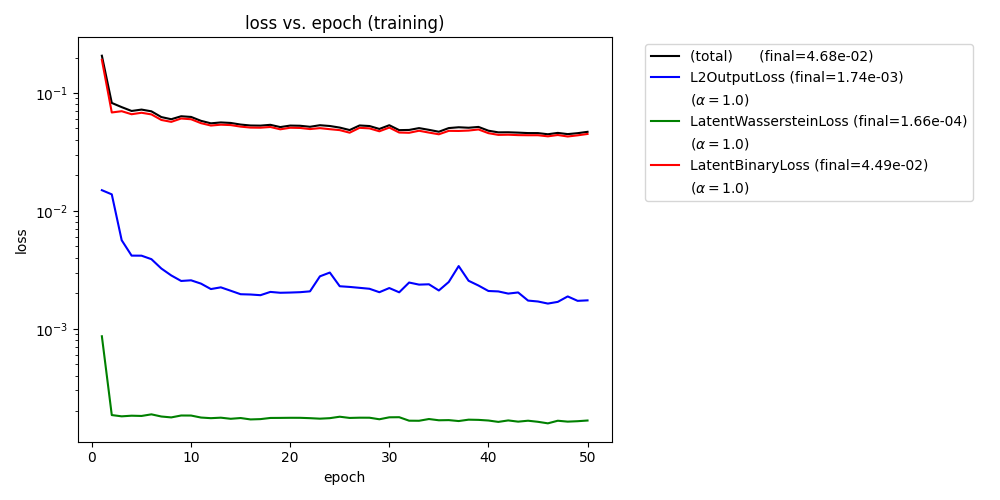 loss vs. epoch (training)
(total)      (final=4.68e-02)
L2OutputLoss (final=1.74e-03)
(α = 1.0)
LatentWassersteinLoss (final=1.66e-04)
(α = 1.0)
LatentBinaryLoss (final=4.49e-02)
(α = 1.0)
loss
10⁻¹
10⁻²
10⁻³
0 10 20 30 40 50
epoch